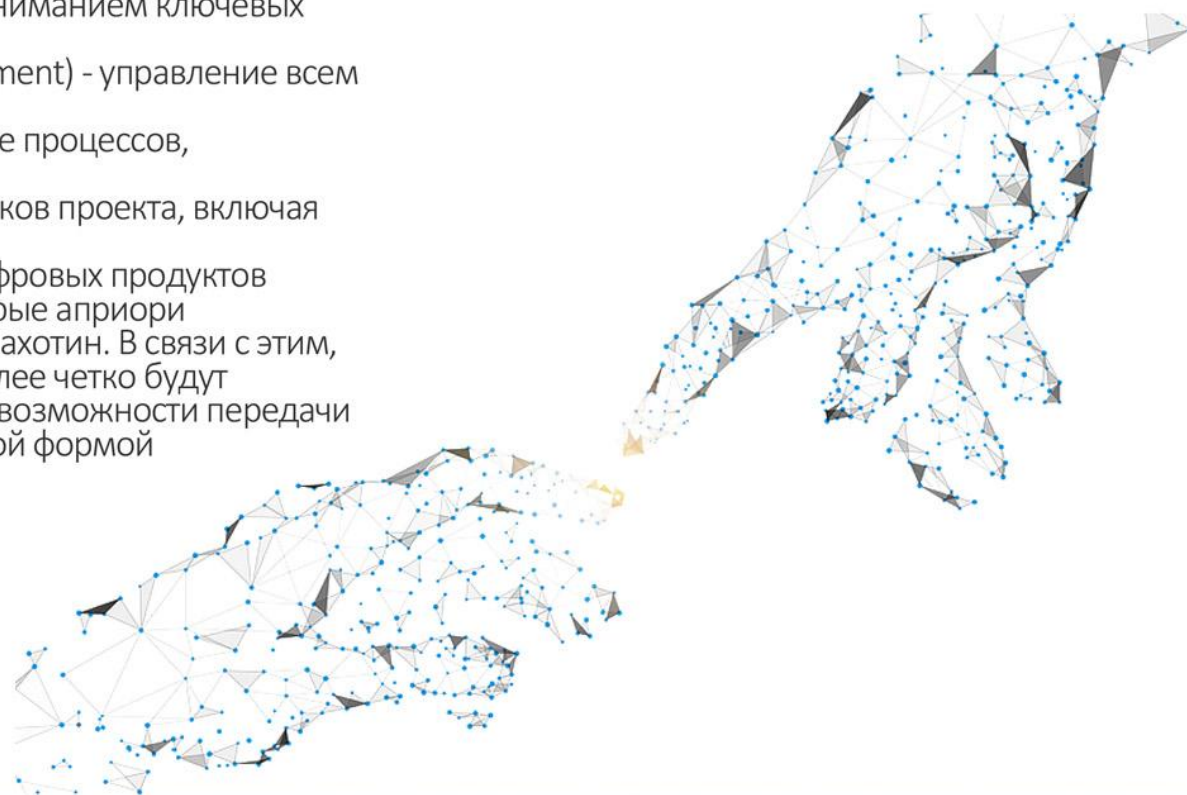 ниманием ключевых
ment) - управление всем
е процессов,
ков проекта, включая
фровых продуктов
рые априори
ахотин. В связи с этим,
лее четко будут
возможности передачи
ой формой